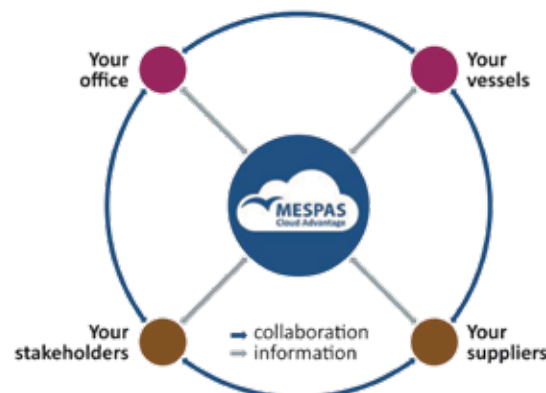 Your
office
Your
vessels
MESPAS
Cloud Advantage
Your
stakeholders
collaboration
information
Your
suppliers